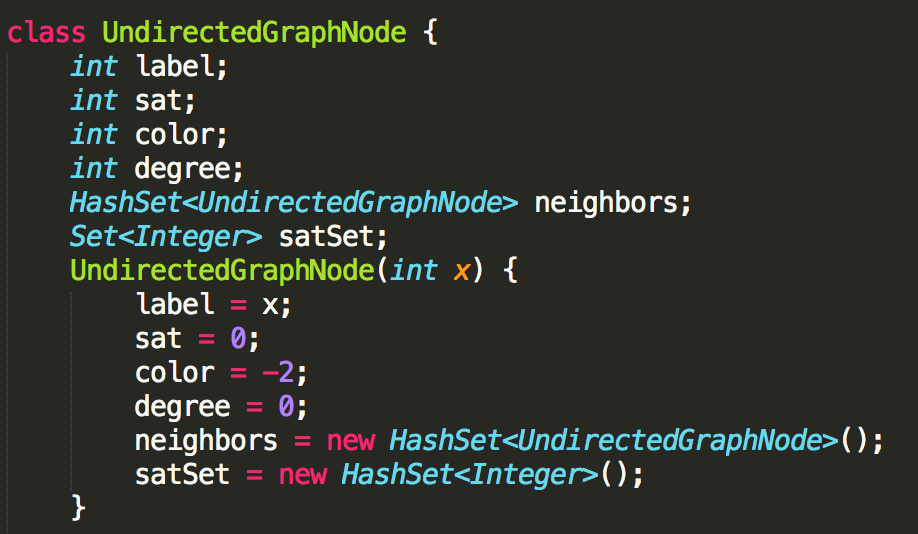 class UndirectedGraphNode {
    int label;
    int sat;
    int color;
    int degree;
    HashSet<UndirectedGraphNode> neighbors;
    Set<Integer> satSet;
    UndirectedGraphNode(int x) {
        label = x;
        sat = 0;
        color = -2;
        degree = 0;
        neighbors = new HashSet<UndirectedGraphNode>();
        satSet = new HashSet<Integer>();
    }